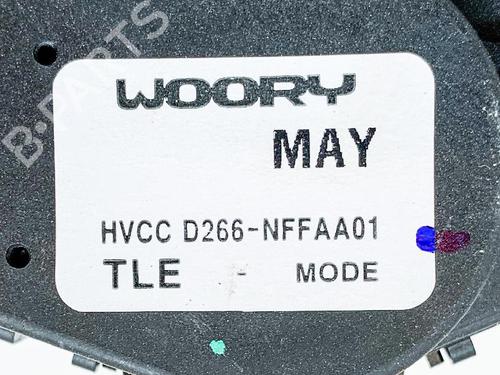 B-PARTS
WOORY
MAY
HVCC D266-NFFAA01
TLE - MODE